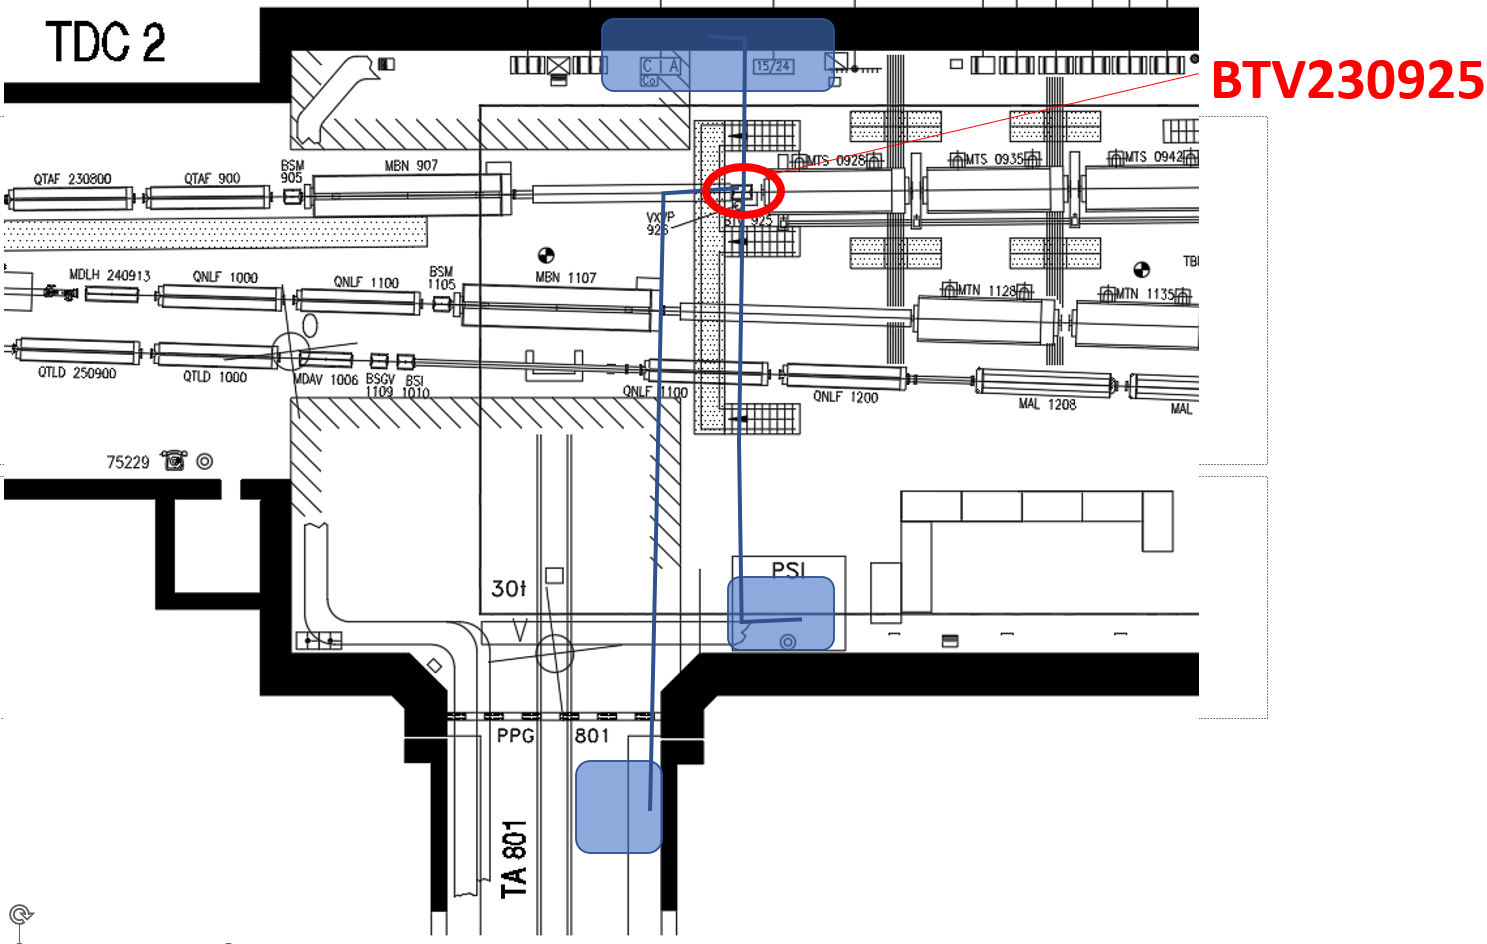 TDC 2
BTV230925
C | A
Co
15/24
BSM
905
MBN 907
QTAF 230800
QTAF 900
MTS 0928
MTS 0935
MTS 0942
VXVP
926
BTV 925
MDLH 240913
QNLF 1000
QNLF 1100
BSM
1105
MBN 1107
TB
MTN 1128
MTN 1135
QTLD 250900
QTLD 1000
MDAV 1006
BSGV
1109
BSI
1010
QNLF 1100
QNLF 1200
MAL 1208
MAL
75229
30t
PSI
V
PPG 801
TA 801